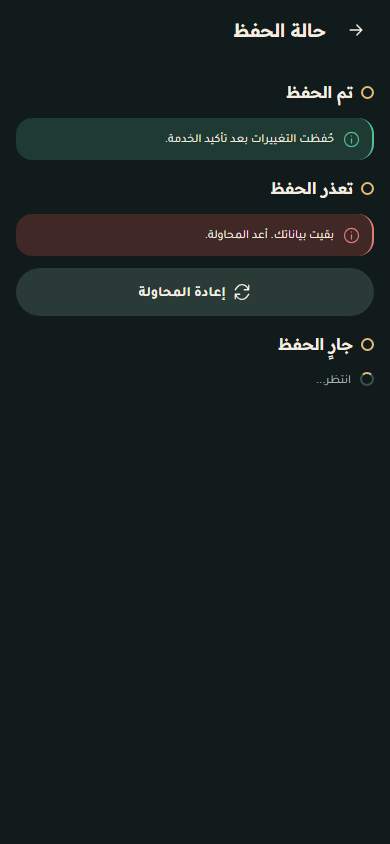 حالة الحفظ
تم الحفظ
حُفظت التغييرات بعد تأكيد الخدمة.
تعذر الحفظ
بقيت بياناتك. أعد المحاولة.
إعادة المحاولة
جارٍ الحفظ
انتظر...